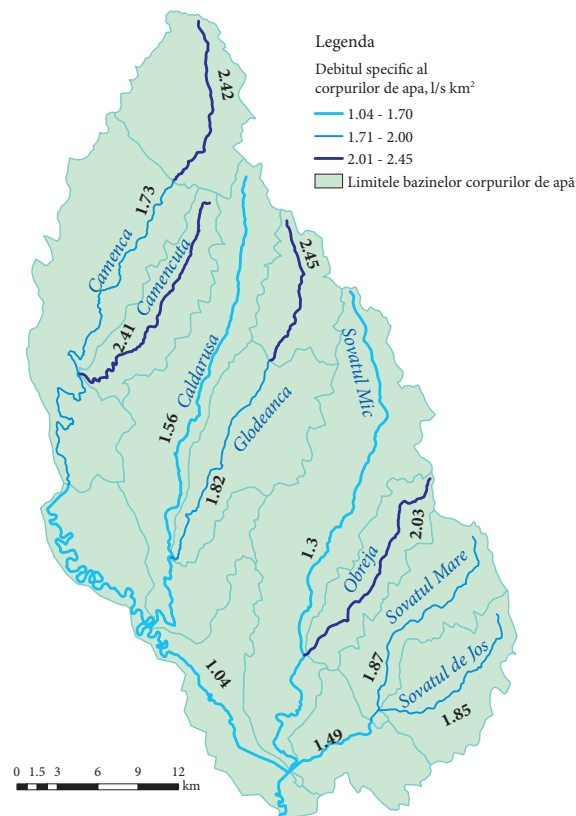 Legenda
Debitul specific al
corpurilor de apa, l/s km²
1.04 - 1.70
1.71 - 2.00
2.01 - 2.45
Limitele bazinelor corpurilor de apă
2.42
1.73
Camenca
Camencuta
2.41
2.45
Caldarusa
Sovatul Mic
Glodeanca
1.56
1.82
1.3
2.03
Obreja
Sovatul Mare
1.87
Sovatul de Jos
1.85
1.04
1.49
0 1.5 3 6 9 12
km